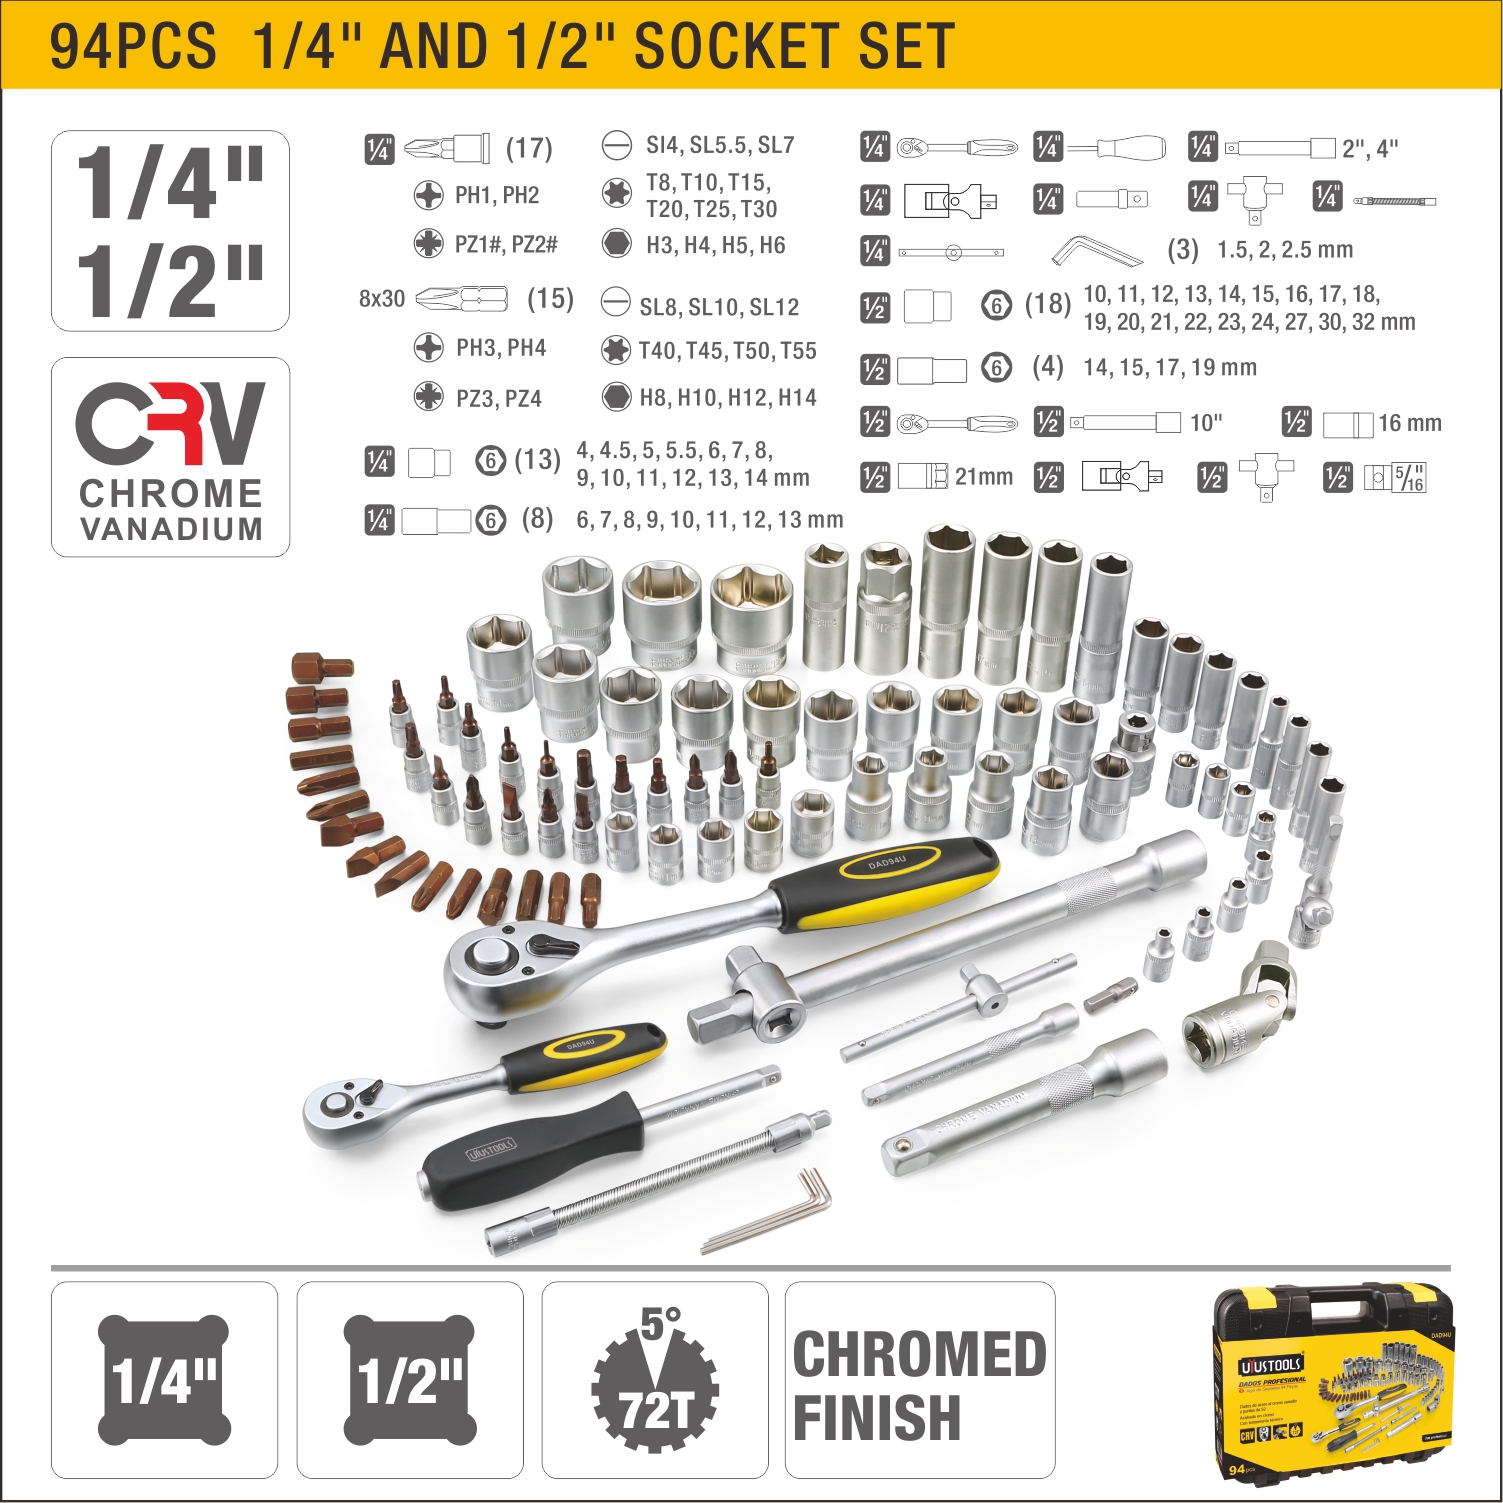 94PCS 1/4" AND 1/2" SOCKET SET
1/4"
1/2"
CRV
CHROME
VANADIUM
1/4" (17)
PH1, PH2
PZ1#, PZ2#
8x30 (15)
PH3, PH4
PZ3, PZ4
Sl4, SL5.5, SL7
T8, T10, T15,
T20, T25, T30
H3, H4, H5, H6
SL8, SL10, SL12
T40, T45, T50, T55
H8, H10, H12, H14
1/4" 6 (13) 4, 4.5, 5, 5.5, 6, 7, 8,
9, 10, 11, 12, 13, 14 mm
1/4" 6 (8) 6, 7, 8, 9, 10, 11, 12, 13 mm
1/4" 1/4" 1/4" 2", 4"
1/4" 1/4" 1/4" 1/4"
1/4" (3) 1.5, 2, 2.5 mm
1/2" 6 (18) 10, 11, 12, 13, 14, 15, 16, 17, 18,
19, 20, 21, 22, 23, 24, 27, 30, 32 mm
1/2" 6 (4) 14, 15, 17, 19 mm
1/2" 1/2" 10" 1/2" 16 mm
1/2" 21mm 1/2" 1/2" 1/2" 5/16"
DAD94U
DAD94U
CHROME VANADIUM
UYUSTOOLS
1/4"
1/2"
5°
72T
CHROMED
FINISH
DAD94U
UYUSTOOLS
DADOS PROFESIONAL
CRV
94pcs